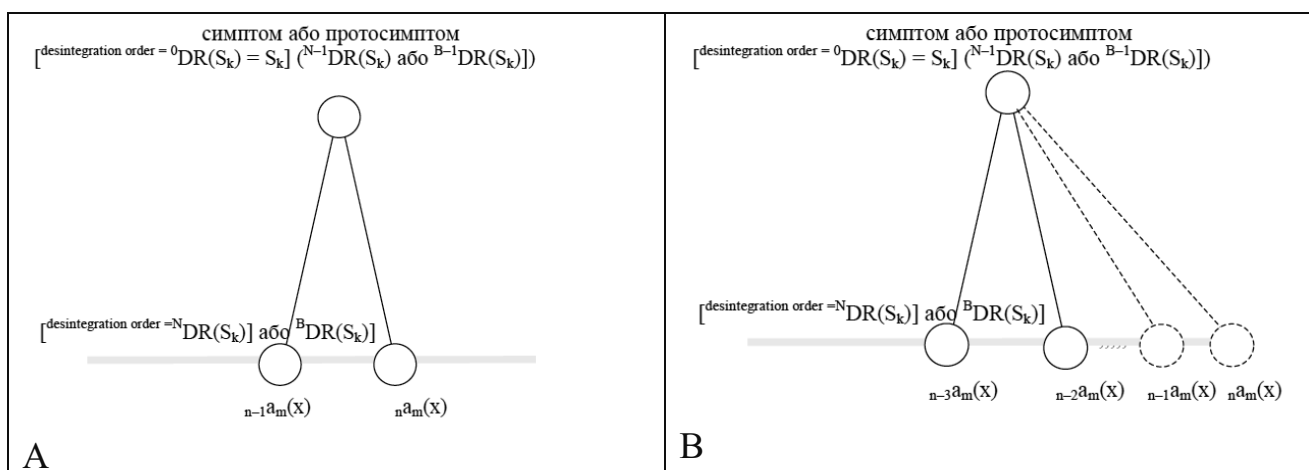 симптом або протосимптом
[desintegration order = 0DR(Sk) = Sk] (N–1DR(Sk) або B–1DR(Sk)])
[desintegration order =NDR(Sk)] або BDR(Sk)]
n–1am(x) nam(x)
A
симптом або протосимптом
[desintegration order = 0DR(Sk) = Sk] (N–1DR(Sk) або B–1DR(Sk)])
[desintegration order =NDR(Sk)] або BDR(Sk)]
n–3am(x) n–2am(x) n–1am(x) nam(x)
B